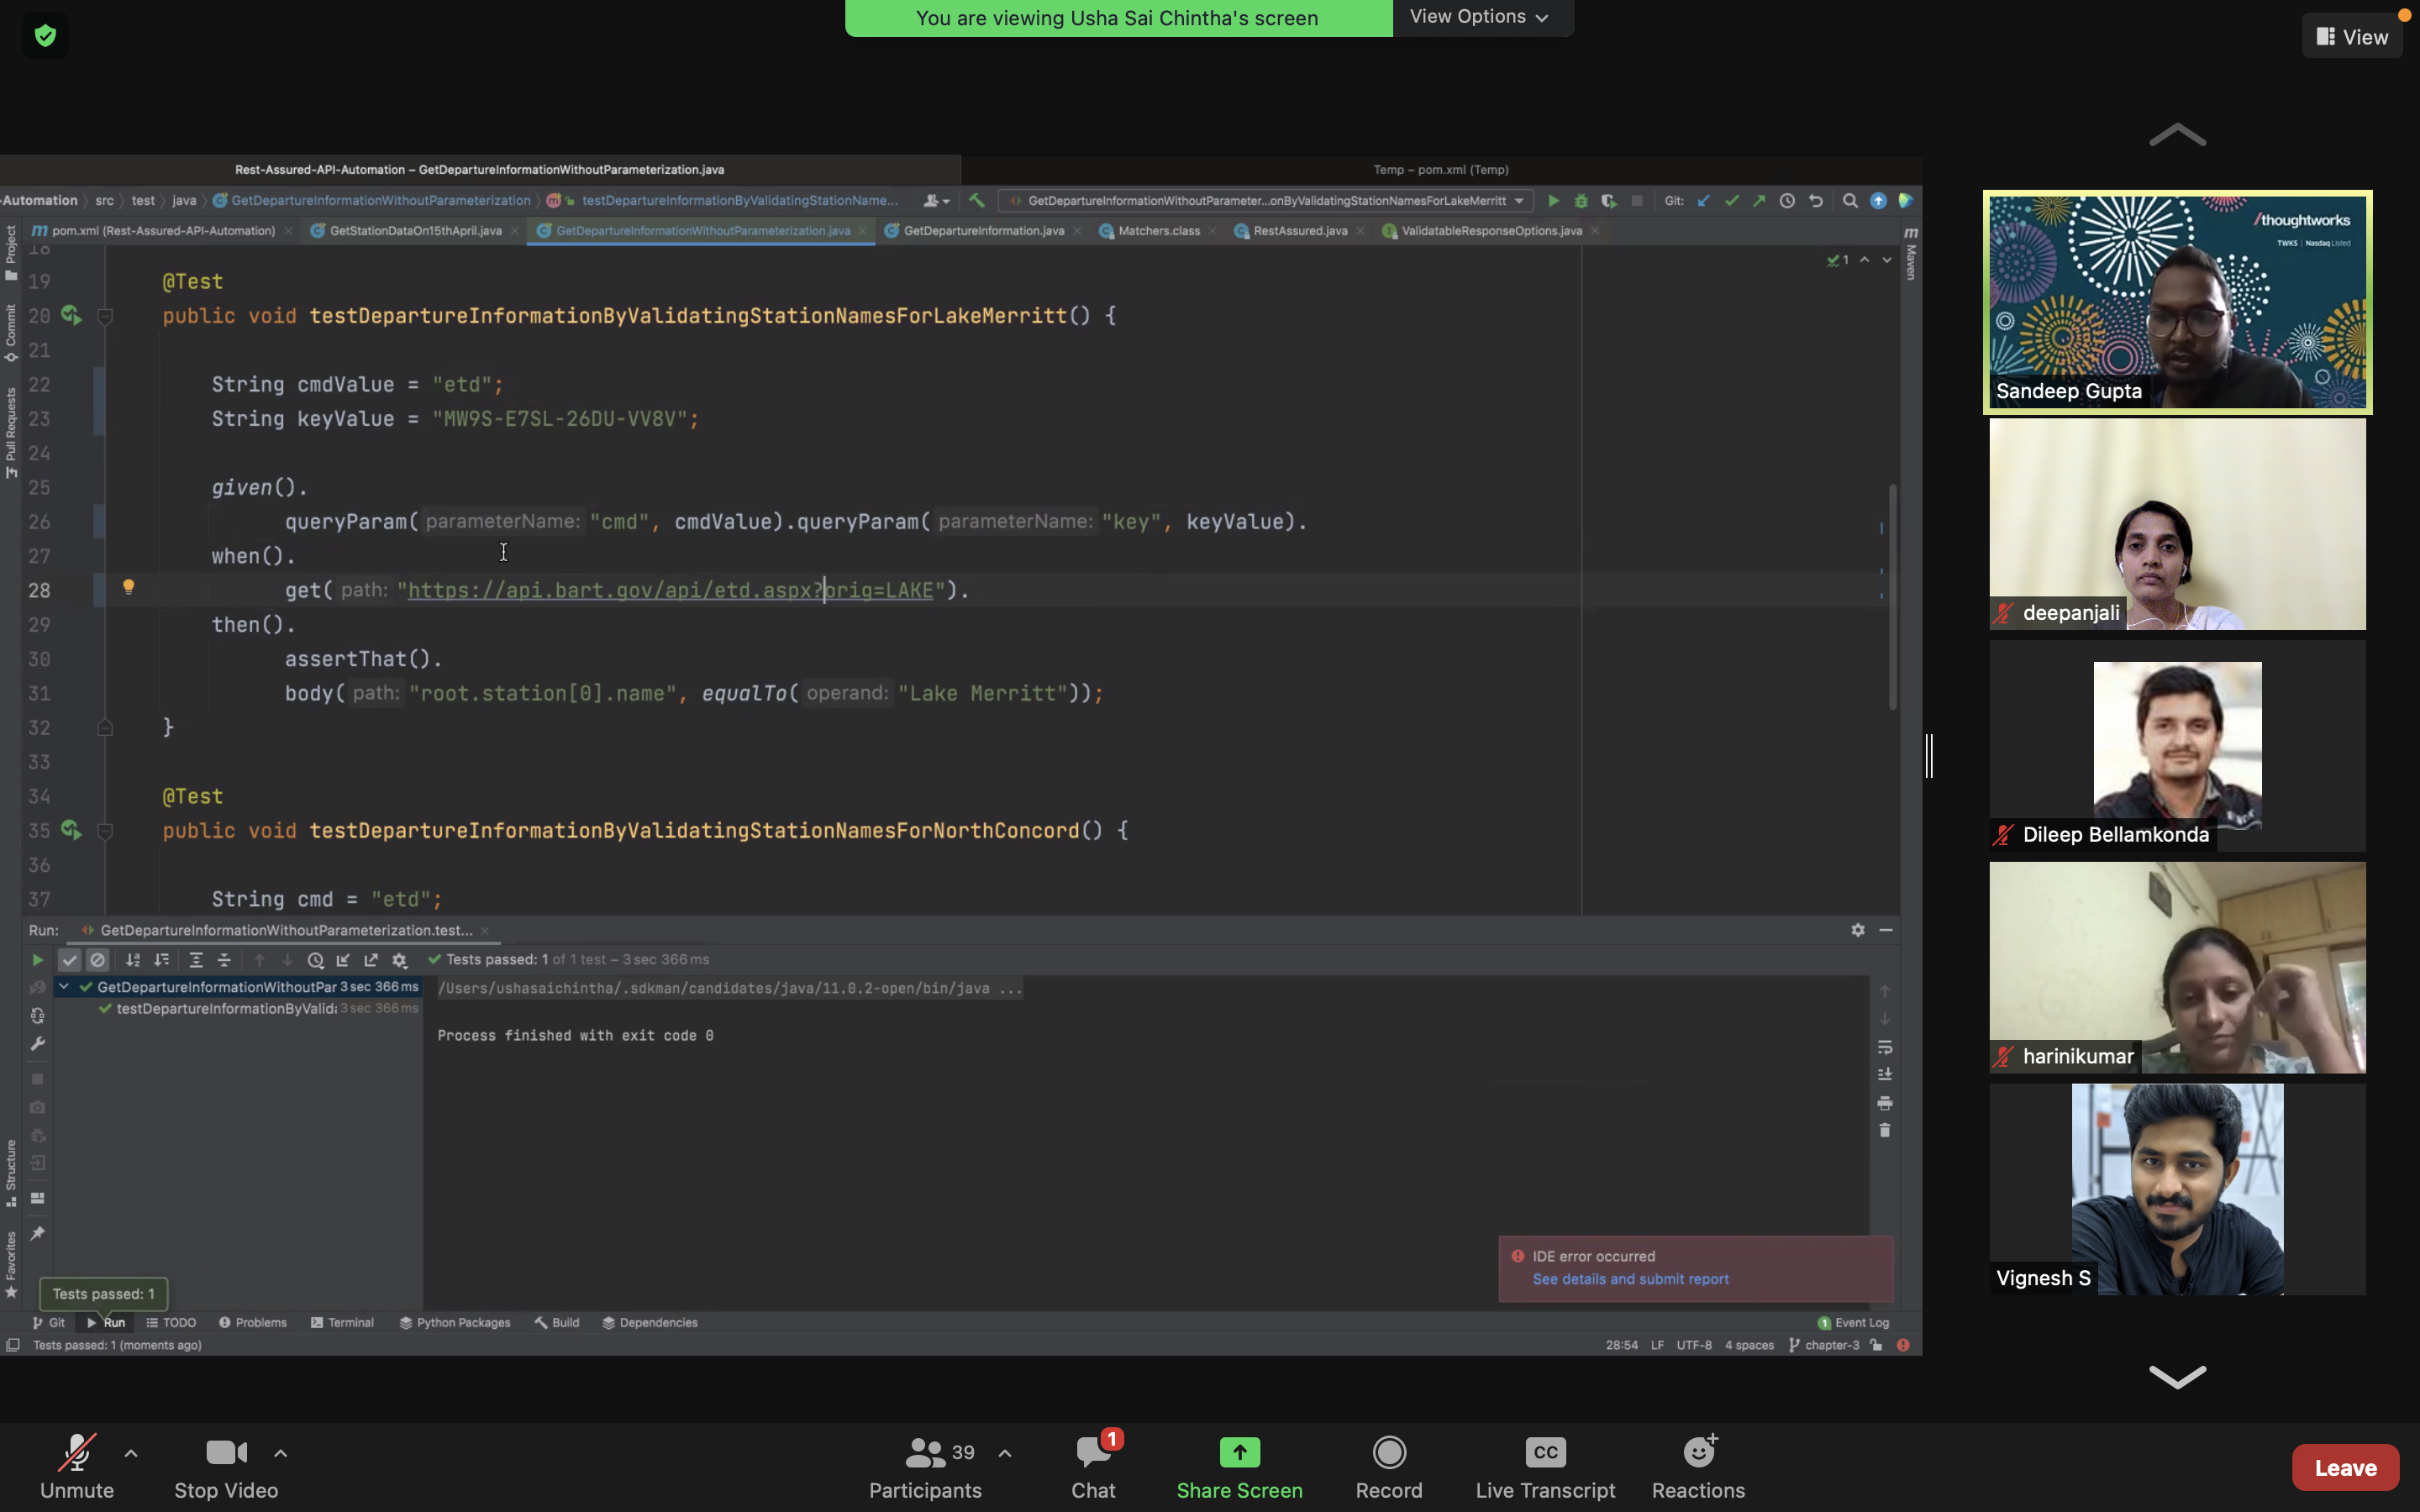 You are viewing Usha Sai Chintha's screen
View Options
View
Rest-Assured-API-Automation – GetDepartureInformationWithoutParameterization.java
Temp – pom.xml (Temp)
-Automation src test java GetDepartureInformationWithoutParameterization testDepartureInformationByValidatingStationName...
GetDepartureInformationWithoutParameter...onByValidatingStationNamesForLakeMerritt
Git:
pom.xml (Rest-Assured-API-Automation)
GetStationDataOn15thApril.java
GetDepartureInformationWithoutParameterization.java
GetDepartureInformation.java
Matchers.class
RestAssured.java
ValidatableResponseOptions.java
Project
Commit
Pull Requests
Structure
Favorites
Maven
1
18
19 @Test
20 public void testDepartureInformationByValidatingStationNamesForLakeMerritt() {
21
22 String cmdValue = "etd";
23 String keyValue = "MW9S-E7SL-26DU-VV8V";
24
25 given().
26 queryParam( parameterName: "cmd", cmdValue).queryParam( parameterName: "key", keyValue).
27 when().
28 get( path: "https://api.bart.gov/api/etd.aspx?orig=LAKE").
29 then().
30 assertThat().
31 body( path: "root.station[0].name", equalTo( operand: "Lake Merritt"));
32 }
33
34 @Test
35 public void testDepartureInformationByValidatingStationNamesForNorthConcord() {
36
37 String cmd = "etd";
Run: GetDepartureInformationWithoutParameterization.test...
Tests passed: 1 of 1 test – 3 sec 366 ms
GetDepartureInformationWithoutPar 3 sec 366 ms
testDepartureInformationByValida 3 sec 366 ms
/Users/ushasaichintha/.sdkman/candidates/java/11.0.2-open/bin/java ...
Process finished with exit code 0
IDE error occurred
See details and submit report
Tests passed: 1
Git
Run
TODO
Problems
Terminal
Python Packages
Build
Dependencies
1 Event Log
Tests passed: 1 (moments ago)
28:54 LF UTF-8 4 spaces chapter-3
/thoughtworks
TWKS | Nasdaq Listed
Sandeep Gupta
deepanjali
Dileep Bellamkonda
harinikumar
Vignesh S
Unmute
Stop Video
39
Participants
1
Chat
Share Screen
Record
CC
Live Transcript
Reactions
Leave